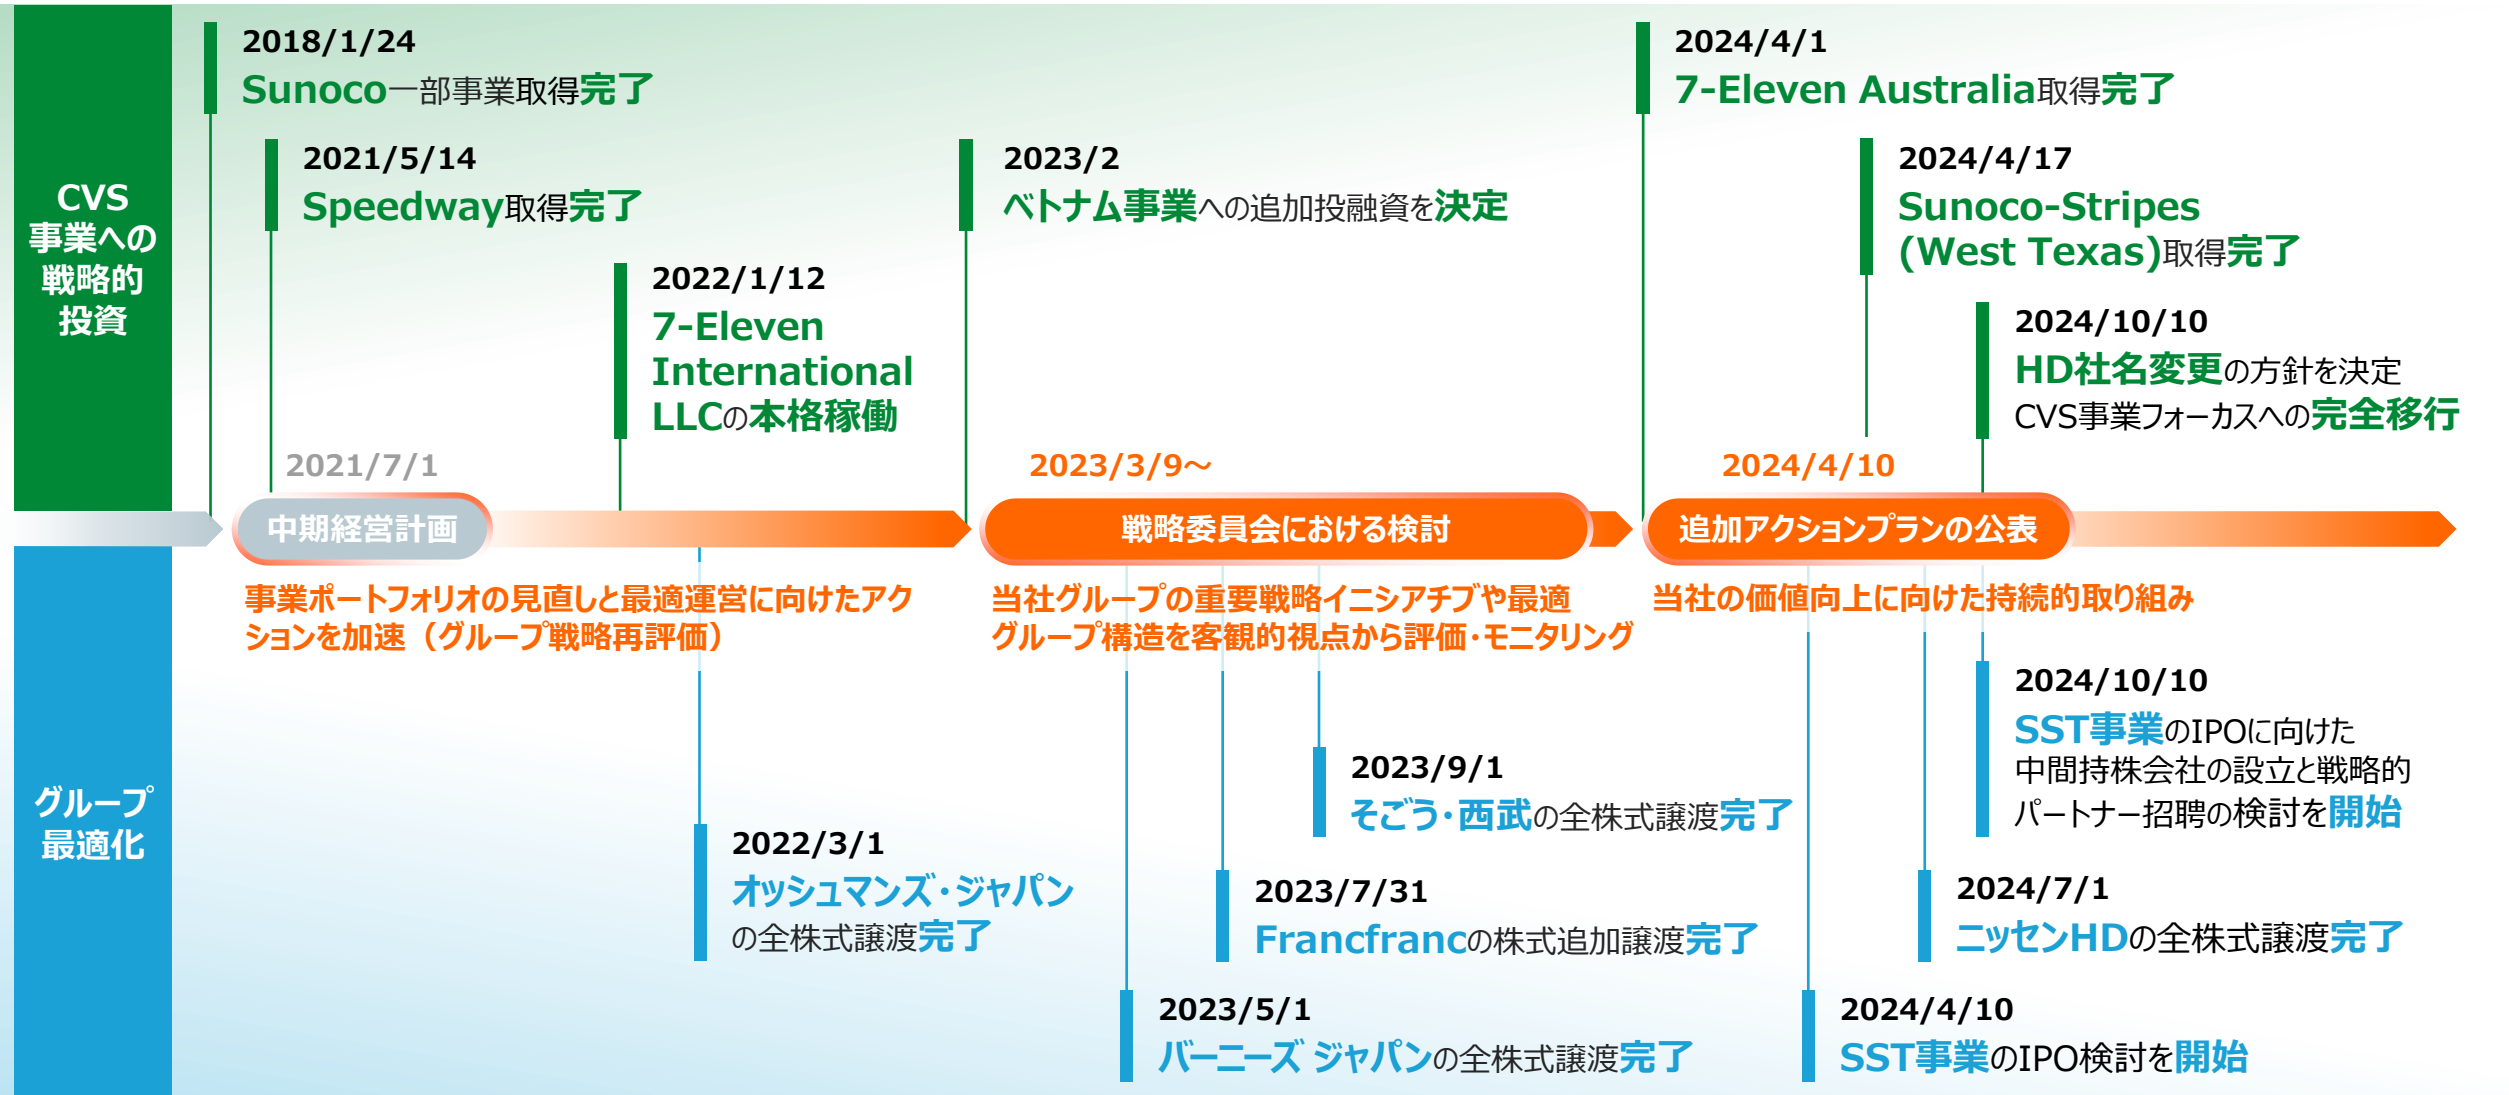 CVS
事業への
戦略的
投資
2018/1/24
Sunoco一部事業取得完了
2021/5/14
Speedway取得完了
2022/1/12
7-Eleven
International
LLCの本格稼働
2023/2
ベトナム事業への追加投融資を決定
2024/4/1
7-Eleven Australia取得完了
2024/4/17
Sunoco-Stripes
(West Texas)取得完了
2024/10/10
HD社名変更の方針を決定
CVS事業フォーカスへの完全移行
2021/7/1
中期経営計画
事業ポートフォリオの見直しと最適運営に向けたアク
ションを加速（グループ戦略再評価）
2023/3/9～
戦略委員会における検討
当社グループの重要戦略イニシアチブや最適
グループ構造を客観的視点から評価・モニタリング
2024/4/10
追加アクションプランの公表
当社の価値向上に向けた持続的取り組み
グループ
最適化
2022/3/1
オッシュマンズ・ジャパン
の全株式譲渡完了
2023/9/1
そごう・西武の全株式譲渡完了
2023/7/31
Francfrancの株式追加譲渡完了
2023/5/1
バーニーズ ジャパンの全株式譲渡完了
2024/10/10
SST事業のIPOに向けた
中間持株会社の設立と戦略的
パートナー招聘の検討を開始
2024/7/1
ニッセンHDの全株式譲渡完了
2024/4/10
SST事業のIPO検討を開始